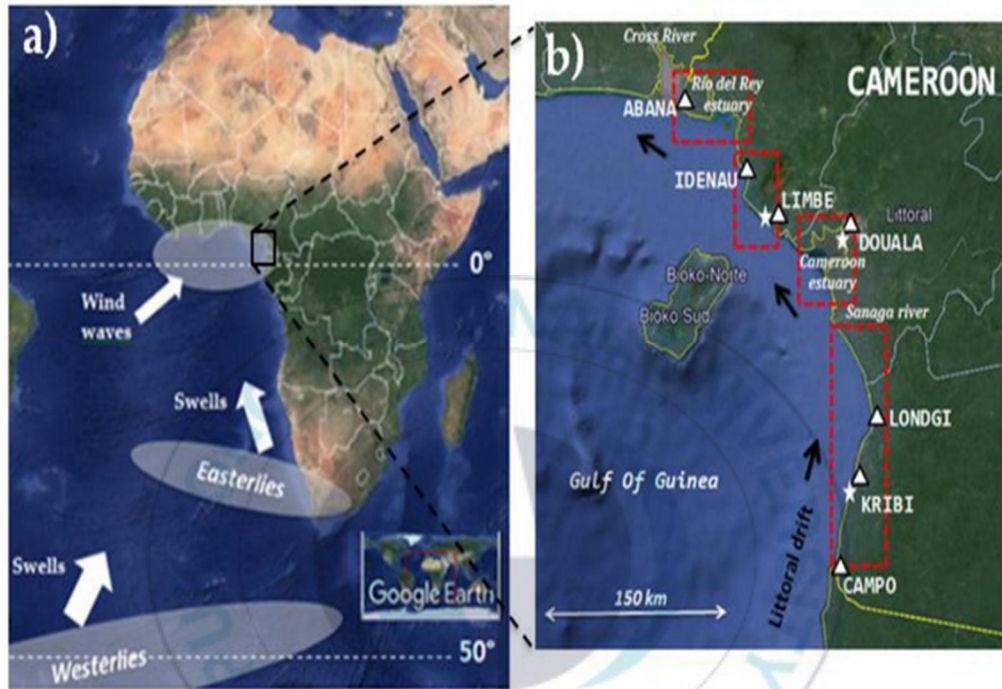 a)
0°
Wind
waves
Swells
Easterlies
Swells
Google Earth
Westerlies
50°
b)
Cross River
CAMEROON
Rio del Rey
estuary
ABANA
IDENAU
LIMBE
Littoral
DOUALA
Cameroon
estuary
Bioko-Norte
Bioko Sud
Sanaga river
LONDGI
Gulf Of Guinea
KRIBI
Littoral drift
CAMPO
150 km